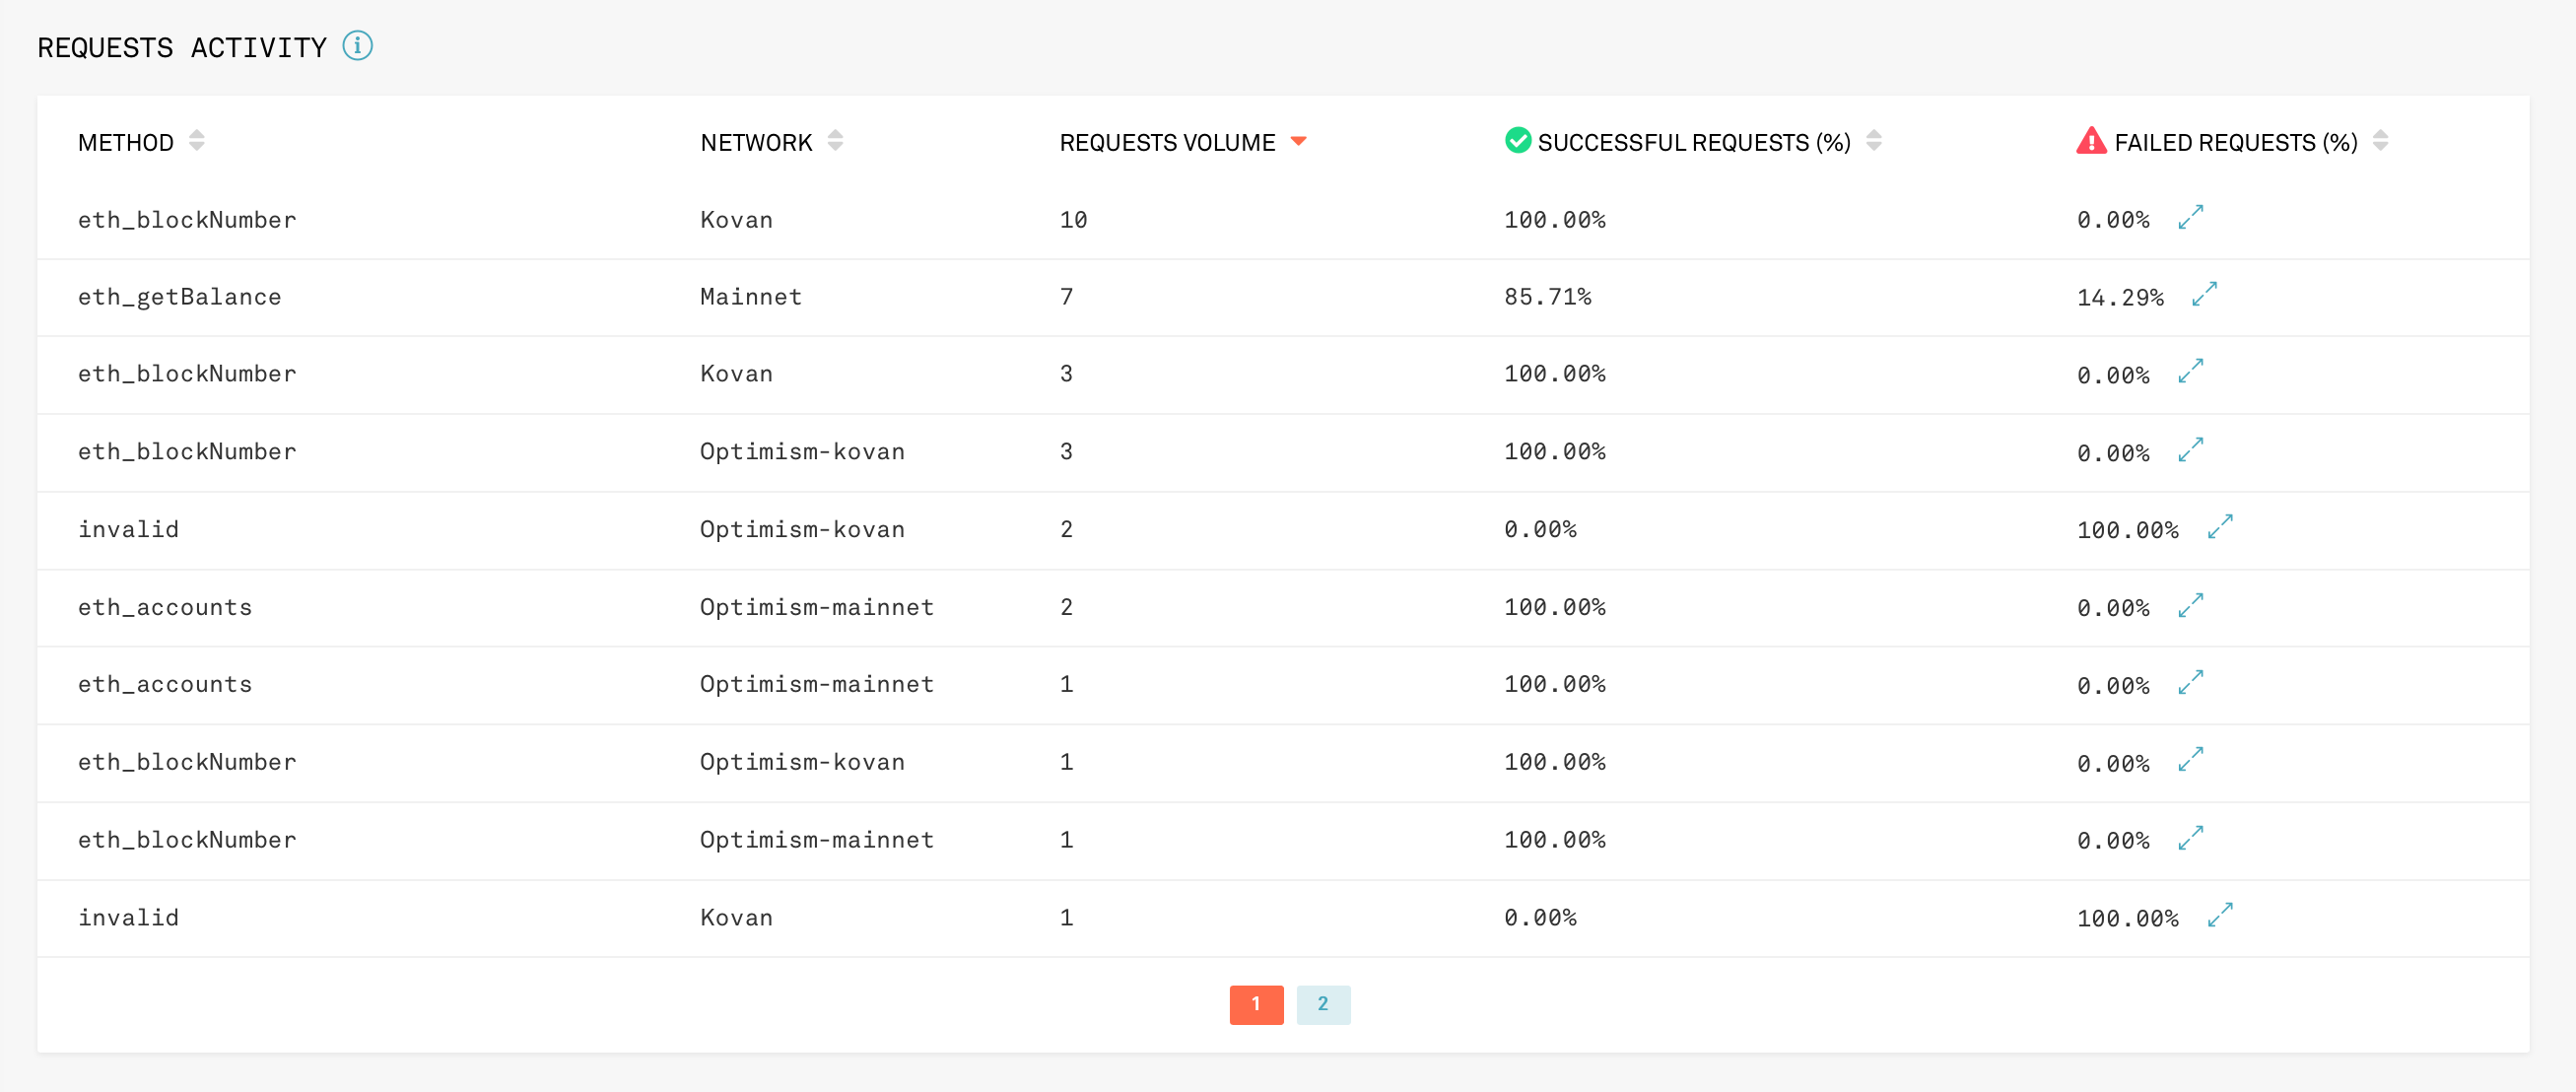 REQUESTS ACTIVITY i
METHOD NETWORK REQUESTS VOLUME SUCCESSFUL REQUESTS (%) FAILED REQUESTS (%)
eth_blockNumber Kovan 10 100.00% 0.00%
eth_getBalance Mainnet 7 85.71% 14.29%
eth_blockNumber Kovan 3 100.00% 0.00%
eth_blockNumber Optimism-kovan 3 100.00% 0.00%
invalid Optimism-kovan 2 0.00% 100.00%
eth_accounts Optimism-mainnet 2 100.00% 0.00%
eth_accounts Optimism-mainnet 1 100.00% 0.00%
eth_blockNumber Optimism-kovan 1 100.00% 0.00%
eth_blockNumber Optimism-mainnet 1 100.00% 0.00%
invalid Kovan 1 0.00% 100.00%
1 2